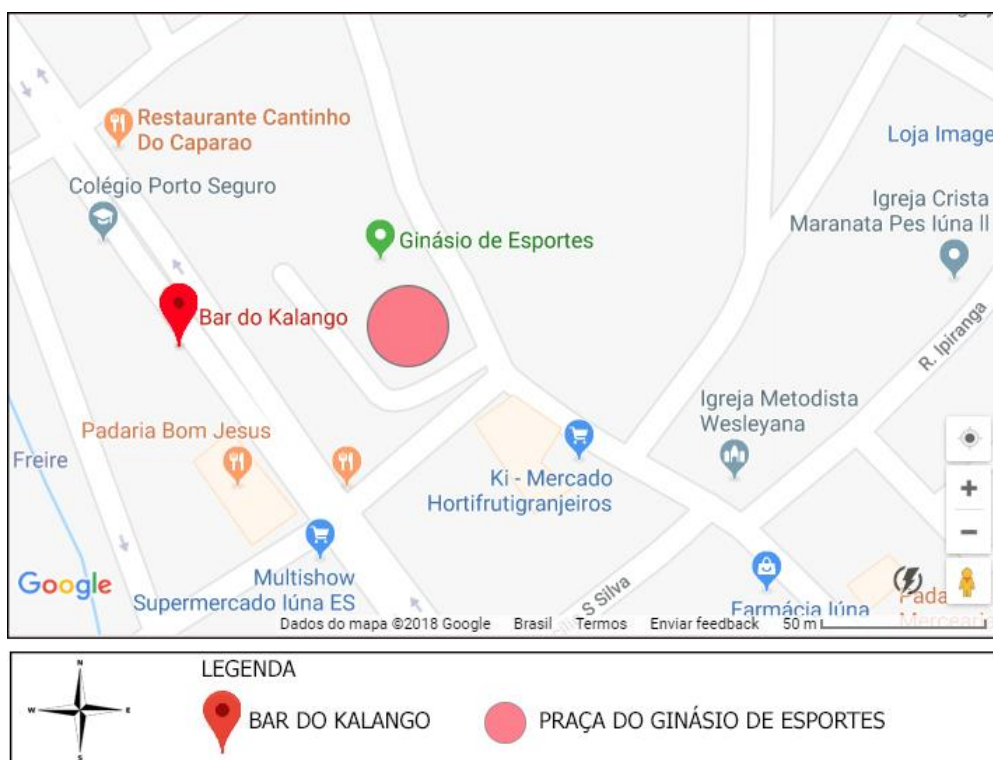 Restaurante Cantinho
Do Caparao
Loja Image
Colégio Porto Seguro
Igreja Crista
Maranata Pes Iúna ll
Ginásio de Esportes
Bar do Kalango
R. Ipiranga
Igreja Metodista
Wesleyana
Padaria Bom Jesus
Freire
Ki - Mercado
Hortifrutigranjeiros
Google
Multishow
Supermercado Iúna ES
S Silva
Farmácia Iúna
Pada
Mercear
Dados do mapa ©2018 Google Brasil Termos Enviar feedback 50 m
LEGENDA
N
W E
S
BAR DO KALANGO
PRAÇA DO GINÁSIO DE ESPORTES